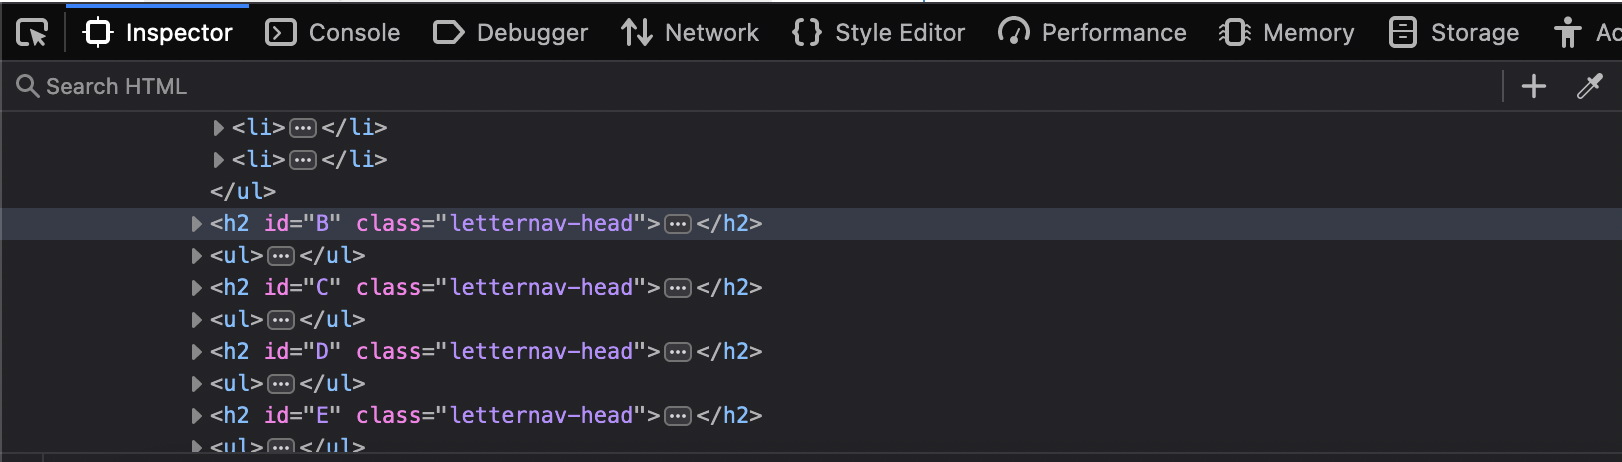 Inspector Console Debugger Network Style Editor Performance Memory Storage Ac
Search HTML
<li>···</li>
<li>···</li>
</ul>
<h2 id="B" class="letternav-head">···</h2>
<ul>···</ul>
<h2 id="C" class="letternav-head">···</h2>
<ul>···</ul>
<h2 id="D" class="letternav-head">···</h2>
<ul>···</ul>
<h2 id="E" class="letternav-head">···</h2>
<ul>···</ul>